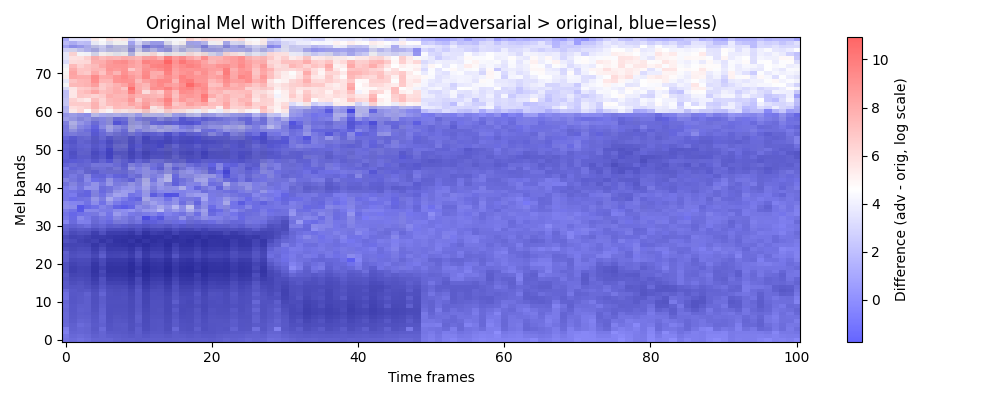 Original Mel with Differences (red=adversarial > original, blue=less)
Mel bands
70
60
50
40
30
20
10
0
0 20 40 60 80 100
Time frames
10
8
6
4
2
0
Difference (adv - orig, log scale)